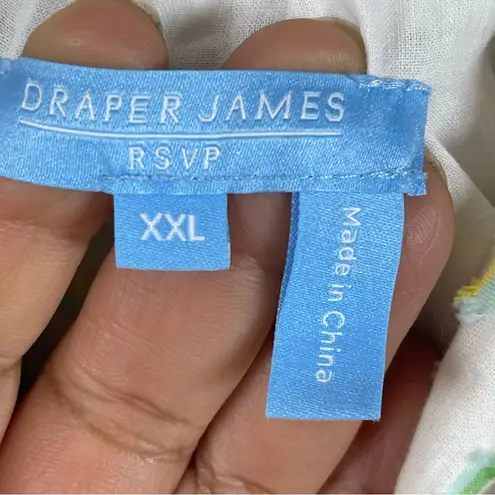 DRAPER JAMES
RSVP
XXL
Made in China